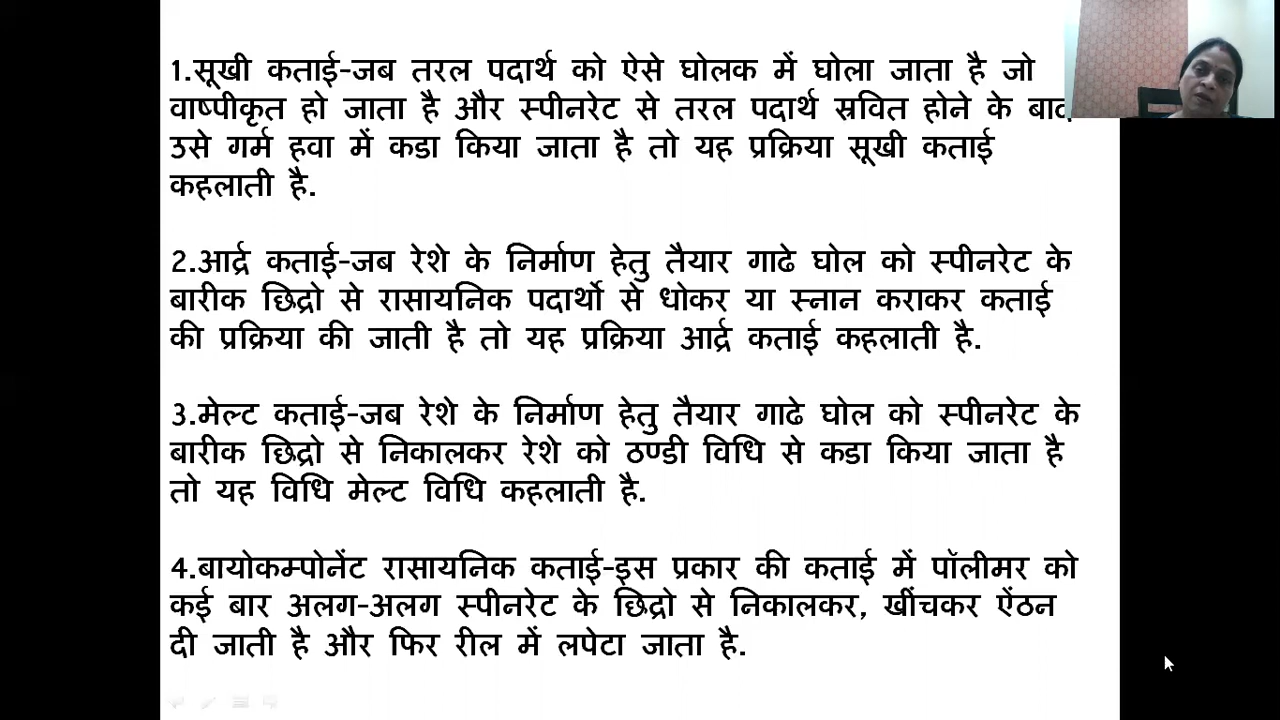 1.सूखी कताई-जब तरल पदार्थ को ऐसे घोलक में घोला जाता है जो
वाष्पीकृत हो जाता है और स्पीनरेट से तरल पदार्थ स्रवित होने के बाद
उसे गर्म हवा में कडा किया जाता है तो यह प्रक्रिया सूखी कताई
कहलाती है.
2.आर्द्र कताई-जब रेशे के निर्माण हेतु तैयार गाढे घोल को स्पीनरेट के
बारीक छिद्रो से रासायनिक पदार्थो से धोकर या स्नान कराकर कताई
की प्रक्रिया की जाती है तो यह प्रक्रिया आर्द्र कताई कहलाती है.
3.मेल्ट कताई-जब रेशे के निर्माण हेतु तैयार गाढे घोल को स्पीनरेट के
बारीक छिद्रो से निकालकर रेशे को ठण्डी विधि से कडा किया जाता है
तो यह विधि मेल्ट विधि कहलाती है.
4.बायोकम्पोनेंट रासायनिक कताई-इस प्रकार की कताई में पॉलीमर को
कई बार अलग-अलग स्पीनरेट के छिद्रो से निकालकर, खींचकर ऐंठन
दी जाती है और फिर रील में लपेटा जाता है.